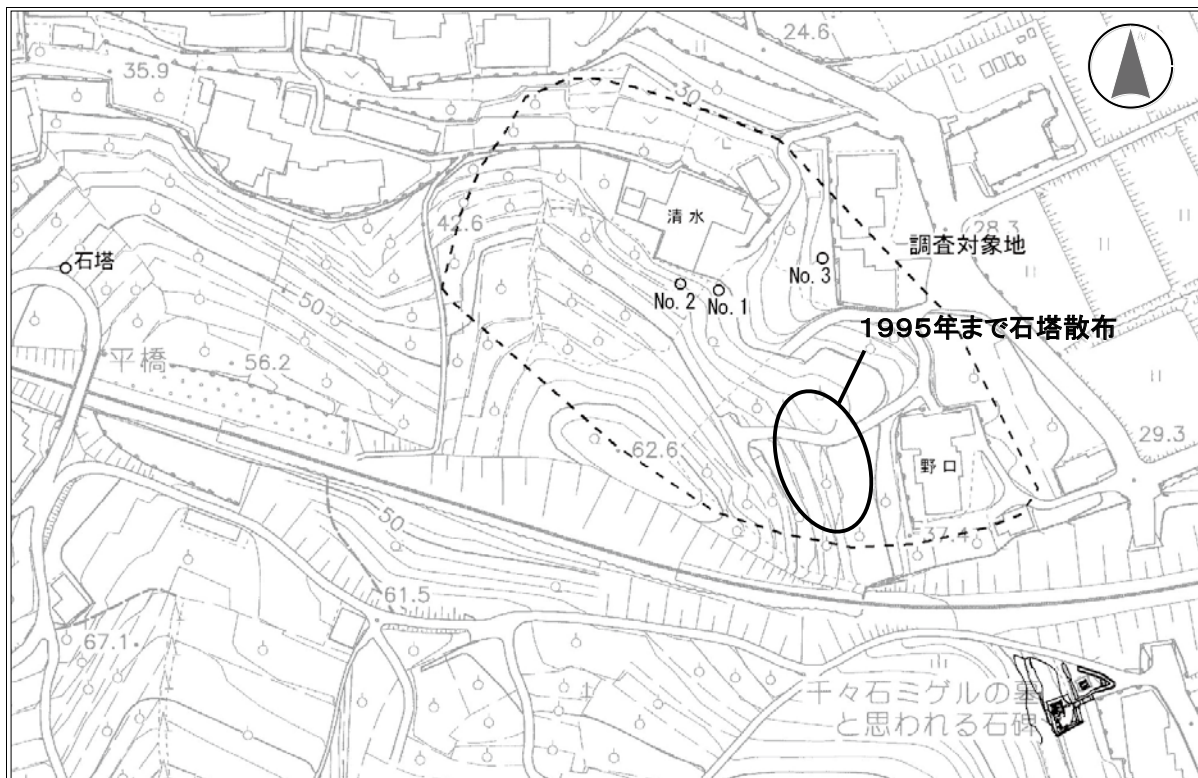 N
24.6
35.9
30
清水
42.6
28.3
調査対象地
石塔
No. 3
No. 2
No. 1
50
1995年まで石塔散布
平橋
56.2
62.6
29.3
野口
50
61.5
67.1
千々石ミゲルの墓
と思われる石碑